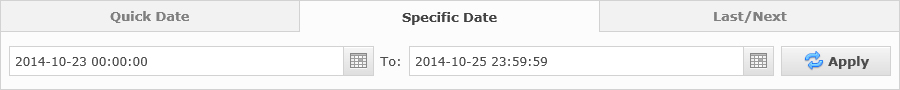 Quick Date Specific Date Last/Next
2014-10-23 00:00:00 To: 2014-10-25 23:59:59 Apply